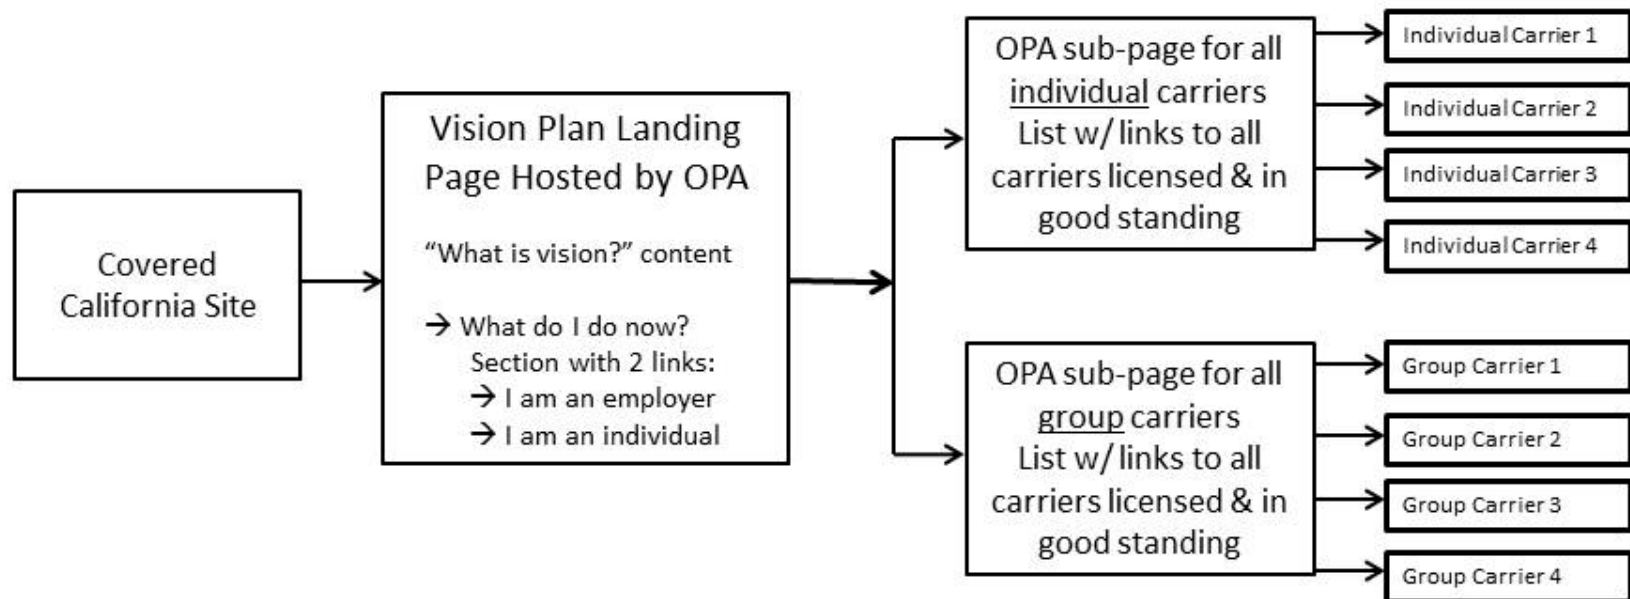 Covered
California Site
Vision Plan Landing
Page Hosted by OPA
“What is vision?” content
→ What do I do now?
Section with 2 links:
→ I am an employer
→ I am an individual
OPA sub-page for all
individual carriers
List w/ links to all
carriers licensed & in
good standing
Individual Carrier 1
Individual Carrier 2
Individual Carrier 3
Individual Carrier 4
OPA sub-page for all
group carriers
List w/ links to all
carriers licensed & in
good standing
Group Carrier 1
Group Carrier 2
Group Carrier 3
Group Carrier 4